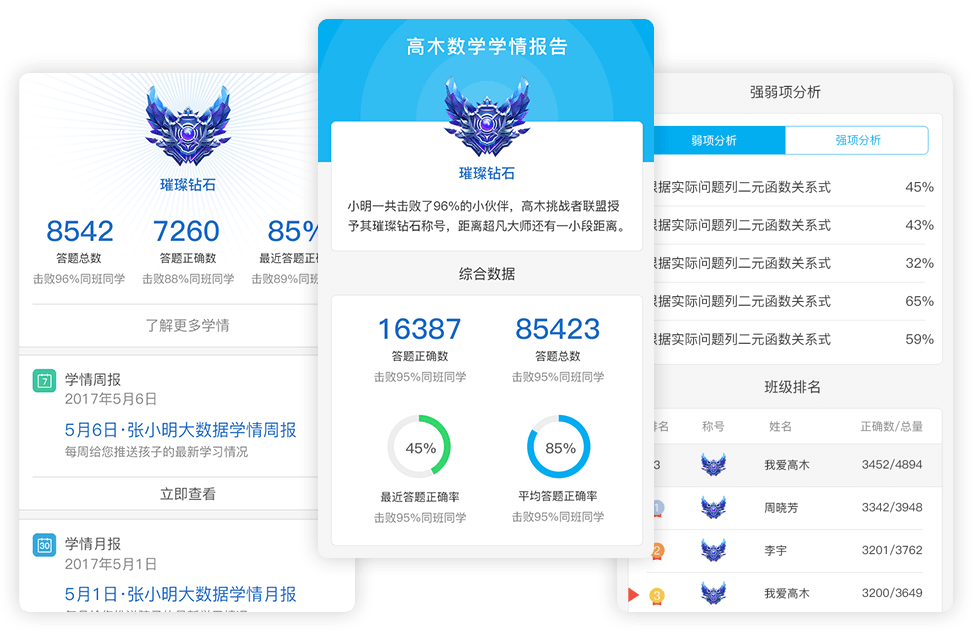 璀璨钻石
8542
7260
85%
答题总数
答题正确数
最近答题正
击败96%同班同学
击败88%同班同学
击败89%同班
了解更多学情
7
学情周报
2017年5月6日
5月6日·张小明大数据学情周报
每周给您推送孩子的最新学习情况
立即查看
30
学情月报
2017年5月1日
5月1日·张小明大数据学情月报
高木数学学情报告
璀璨钻石
小明一共击败了96%的小伙伴，高木挑战者联盟授
予其璀璨钻石称号，距离超凡大师还有一小段距离。
综合数据
16387
85423
答题正确数
答题总数
击败95%同班同学
击败95%同班同学
45%
85%
最近答题正确率
平均答题正确率
击败95%同班同学
击败95%同班同学
强弱项分析
弱项分析
强项分析
据实际问题列二元函数关系式
45%
据实际问题列二元函数关系式
43%
据实际问题列二元函数关系式
32%
据实际问题列二元函数关系式
65%
据实际问题列二元函数关系式
59%
班级排名
名
称号
姓名
正确数/总量
3
我爱高木
3452/4894
1
周晓芳
3342/3948
2
李宇
3201/3762
3
我爱高木
3200/3649